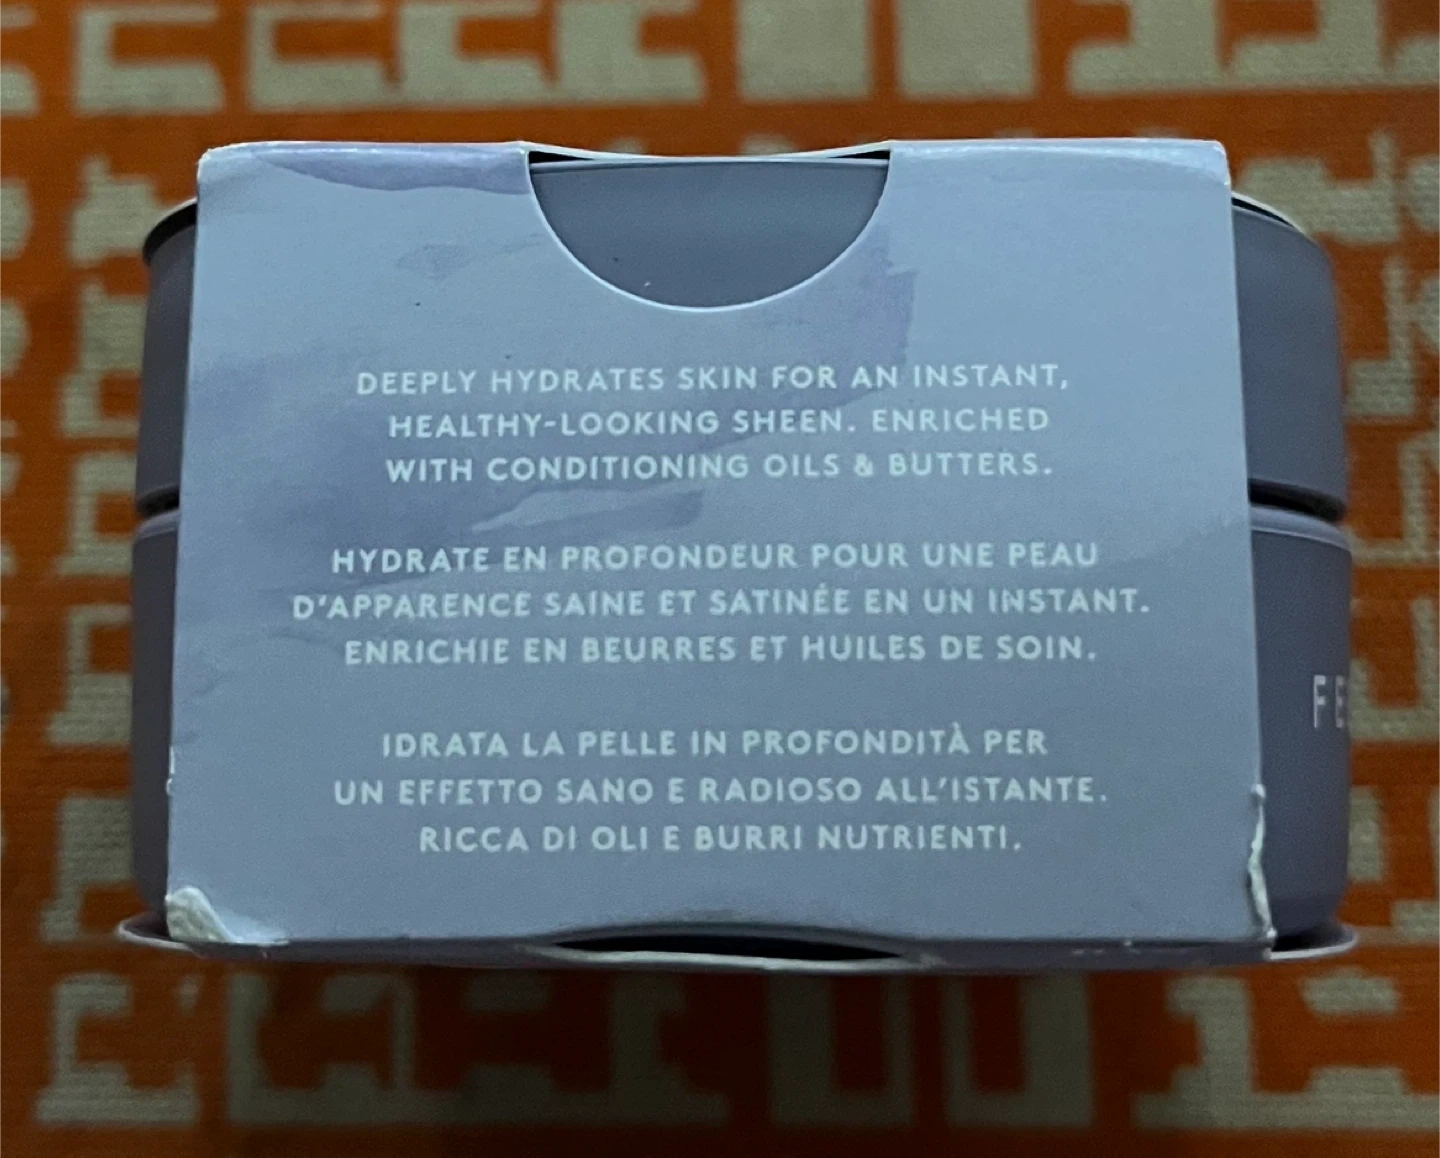 DEEPLY HYDRATES SKIN FOR AN INSTANT,
HEALTHY-LOOKING SHEEN. ENRICHED
WITH CONDITIONING OILS & BUTTERS.
HYDRATE EN PROFONDEUR POUR UNE PEAU
D'APPARENCE SAINE ET SATINÉE EN UN INSTANT.
ENRICHIE EN BEURRES ET HUILES DE SOIN.
IDRATA LA PELLE IN PROFONDITÀ PER
UN EFFETTO SANO E RADIOSO ALL'ISTANTE.
RICCA DI OLI E BURRI NUTRIENTI.